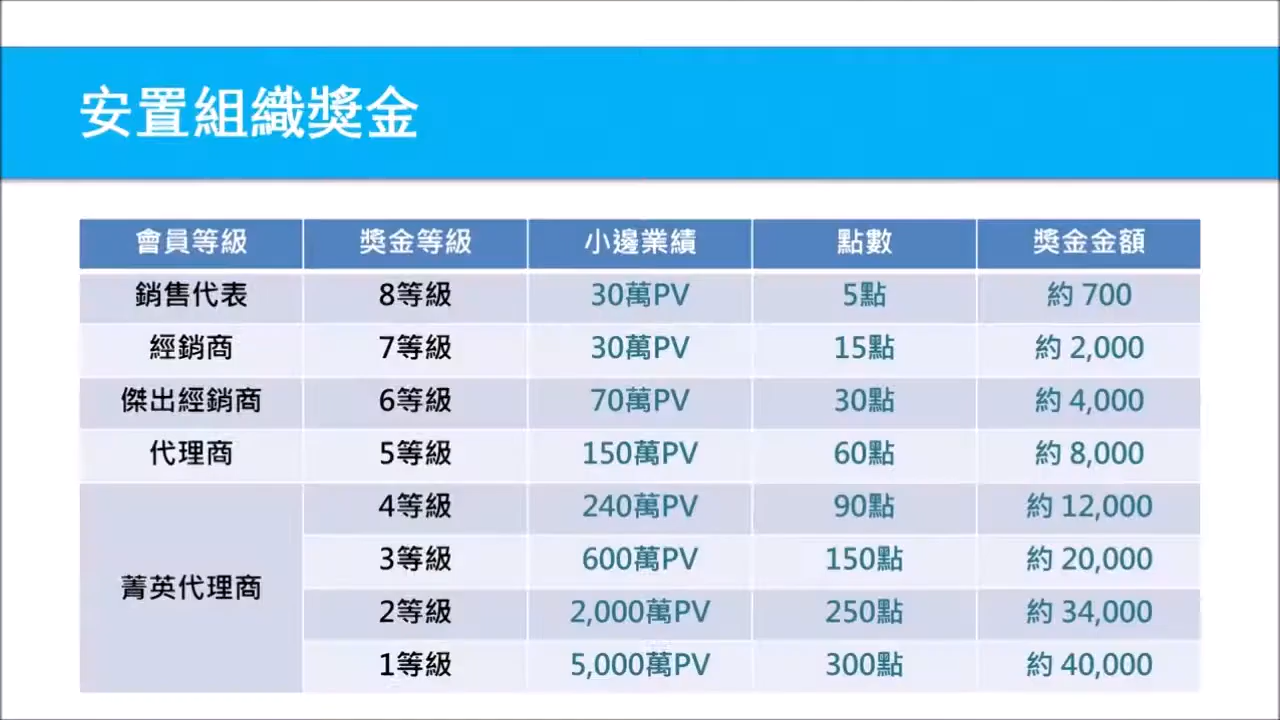 安置組織獎金
會員等級 獎金等級 小邊業績 點數 獎金金額
銷售代表 8等級 30萬PV 5點 約 700
經銷商 7等級 30萬PV 15點 約 2,000
傑出經銷商 6等級 70萬PV 30點 約 4,000
代理商 5等級 150萬PV 60點 約 8,000
菁英代理商 4等級 240萬PV 90點 約 12,000
3等級 600萬PV 150點 約 20,000
2等級 2,000萬PV 250點 約 34,000
1等級 5,000萬PV 300點 約 40,000